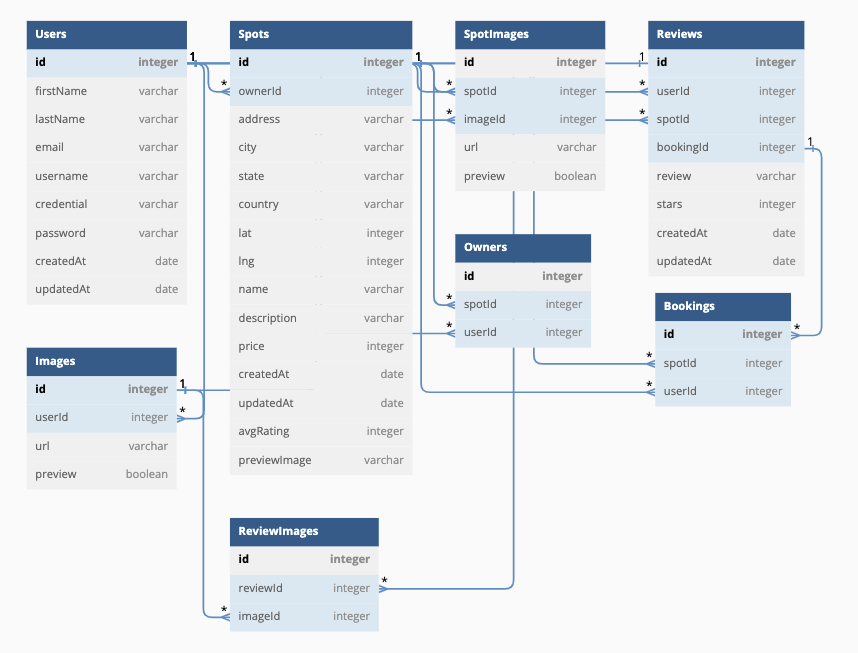 Users
id integer
firstName varchar
lastName varchar
email varchar
username varchar
credential varchar
password varchar
createdAt date
updatedAt date
Spots
id integer
ownerId integer
address varchar
city varchar
state varchar
country varchar
lat integer
lng integer
name varchar
description varchar
price integer
createdAt date
updatedAt date
avgRating integer
previewImage varchar
SpotImages
id integer
spotId integer
imageId integer
url varchar
preview boolean
Reviews
id integer
userId integer
spotId integer
bookingId integer
review varchar
stars integer
createdAt date
updatedAt date
Owners
id integer
spotId integer
userId integer
Bookings
id integer
spotId integer
userId integer
Images
id integer
userId integer
url varchar
preview boolean
ReviewImages
id integer
reviewId integer
imageId integer
1
*
1
*
*
1
*
*
1
*
*
*
*
*
1
*
*
*